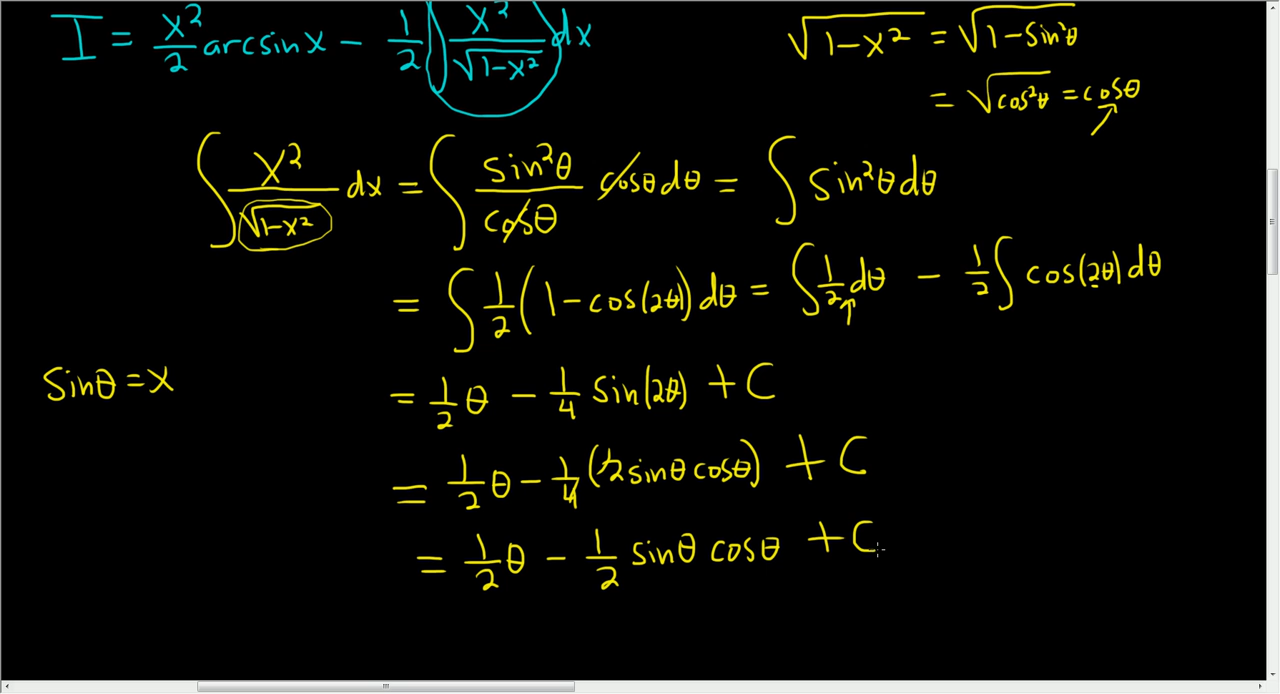 I = x²/2 arcsin x − 1/2 ∫ x²/√(1−x²) dx
√(1−x²) = √(1−sin²θ)
= √(cos²θ) = cosθ
∫ x²/√(1−x²) dx = ∫ sin²θ/cosθ cosθ dθ = ∫ sin²θ dθ
= ∫ 1/2 (1−cos(2θ)) dθ = ∫ 1/2 dθ − 1/2 ∫ cos(2θ) dθ
sinθ = x
= 1/2 θ − 1/4 sin(2θ) + C
= 1/2 θ − 1/4 (2 sinθ cosθ) + C
= 1/2 θ − 1/2 sinθ cosθ + C